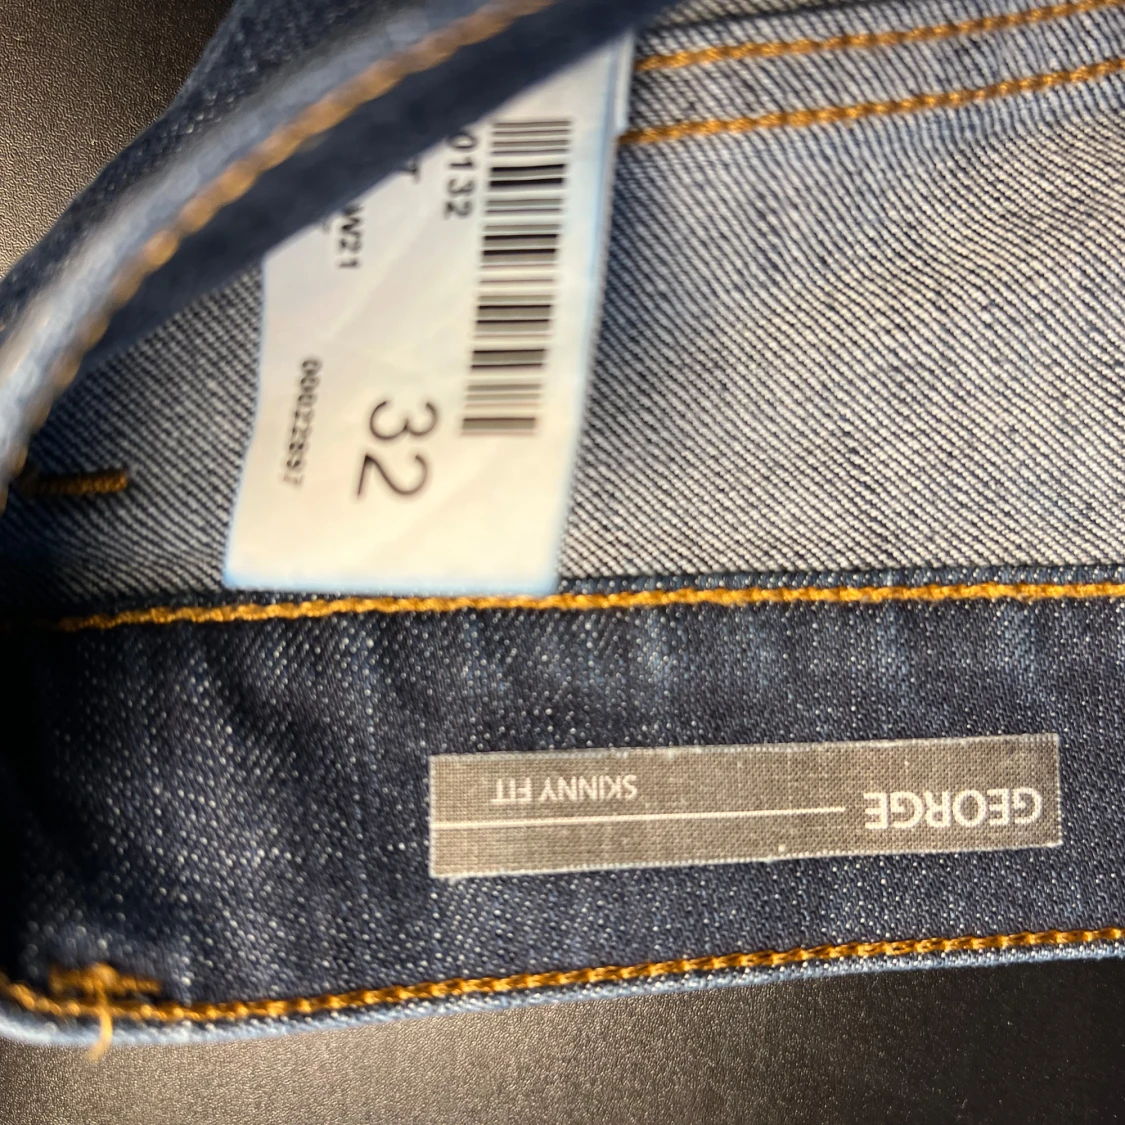 GEORGE
SKINNY FIT
0132
W21
32
00022897